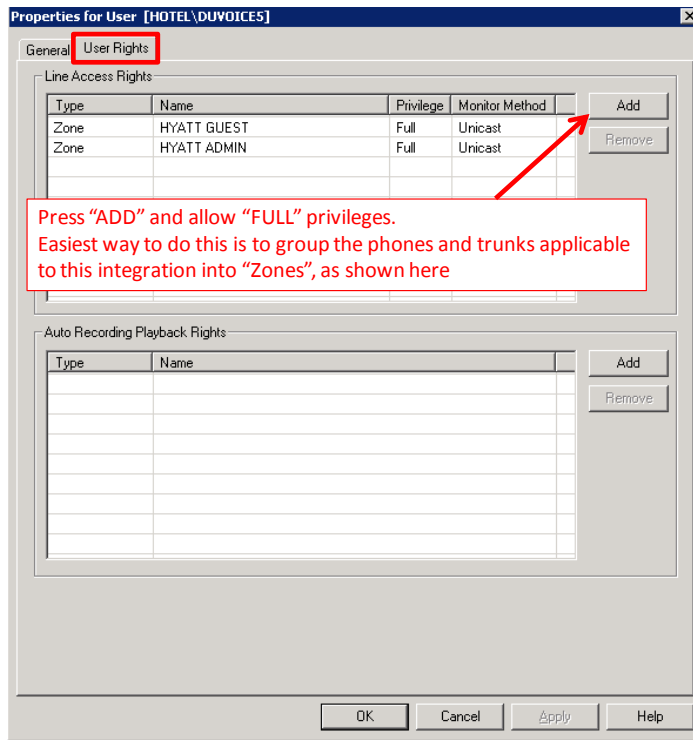 Properties for User [HOTEL\DUVOICE5]
General User Rights
Line Access Rights
Type Name Privilege Monitor Method
Zone HYATT GUEST Full Unicast
Zone HYATT ADMIN Full Unicast
Add
Remove
Press “ADD” and allow “FULL” privileges.
Easiest way to do this is to group the phones and trunks applicable
to this integration into “Zones”, as shown here
Auto Recording Playback Rights
Type Name
Add
Remove
OK Cancel Apply Help